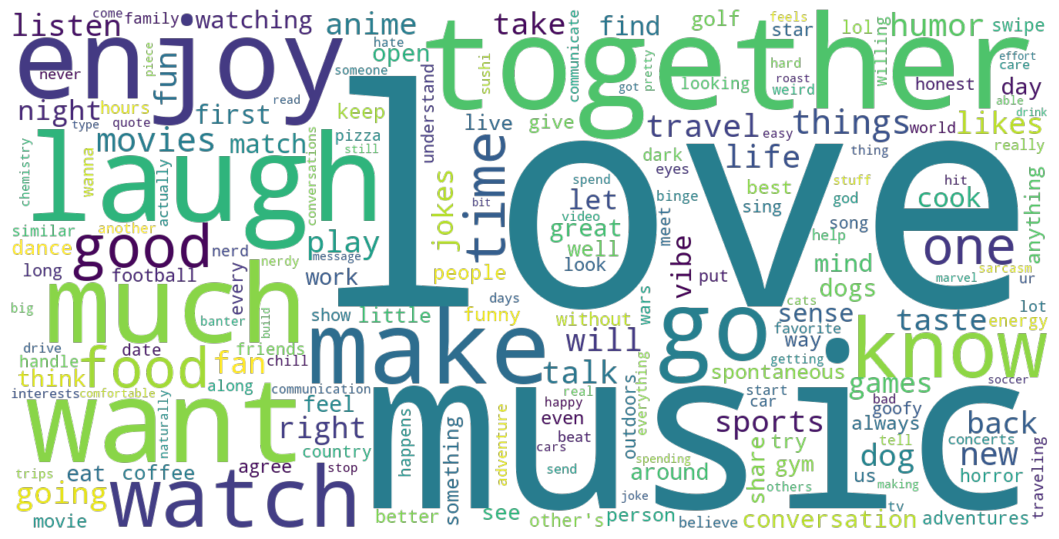 listen
come
family
watching
anime
take
find
golf
feels
star
lol
humor
swipe
enjoy
together
piece
fun
hate
open
communicate
sushi
pretty
got
looking
hard
roast
weird
willing
honest
effort
care
day
able
drink
never
night
hours
read
first
someone
keep
understand
live
give
travel
easy
things
world
likes
really
type
quote
movies
match
pizza
still
conversations
chemistry
wanna
actually
laugh
love
time
dark
eyes
life
thing
stuff
hit
cook
god
best
sing
song
let
spend
video
great
well
look
bit
jokes
binge
meet
anything
similar
another
dance
good
nerd
nerdy
play
message
work
people
vibe
put
help
mind
dogs
one
marvel
sarcasm
ur
long
football
every
big
much
banter
build
show
little
days
funny
without
wars
go
cats
sense
favorite
way
getting
taste
lot
energy
drive
handle
date
friends
chill
fan
food
make
will
talk
spontaneous
know
think
interests
comfortable
along
communication
real
everything
outdoors
start
car
games
soccer
bad
goofy
always
want
naturally
feel
right
country
happens
music
happy
even
beat
cars
send
adventure
something
sports
share
try
gym
others
tell
back
concerts
new
dog
us
horror
traveling
trips
eat
coffee
agree
stop
going
watch
movie
better
see
joke
other's
person
around
spending
believe
conversation
making
tv
adventures